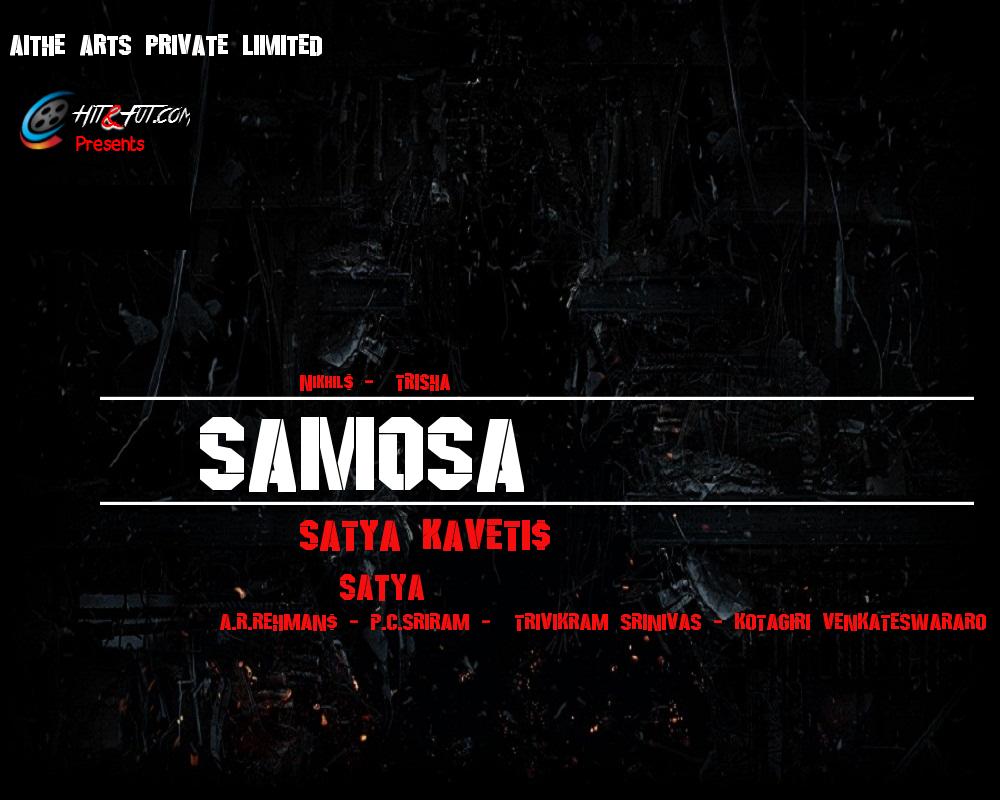 AITHE ARTS PRIVATE LIIMITED
HIT&FUT.COM
Presents
NIKHIL$ - TRISHA
SAMOSA
SATYA KAVETI$
SATYA
A.R.REHMAN$ - P.C.SRIRAM - TRIVIKRAM SRINIVAS - KOTAGIRI VENKATESWARARO